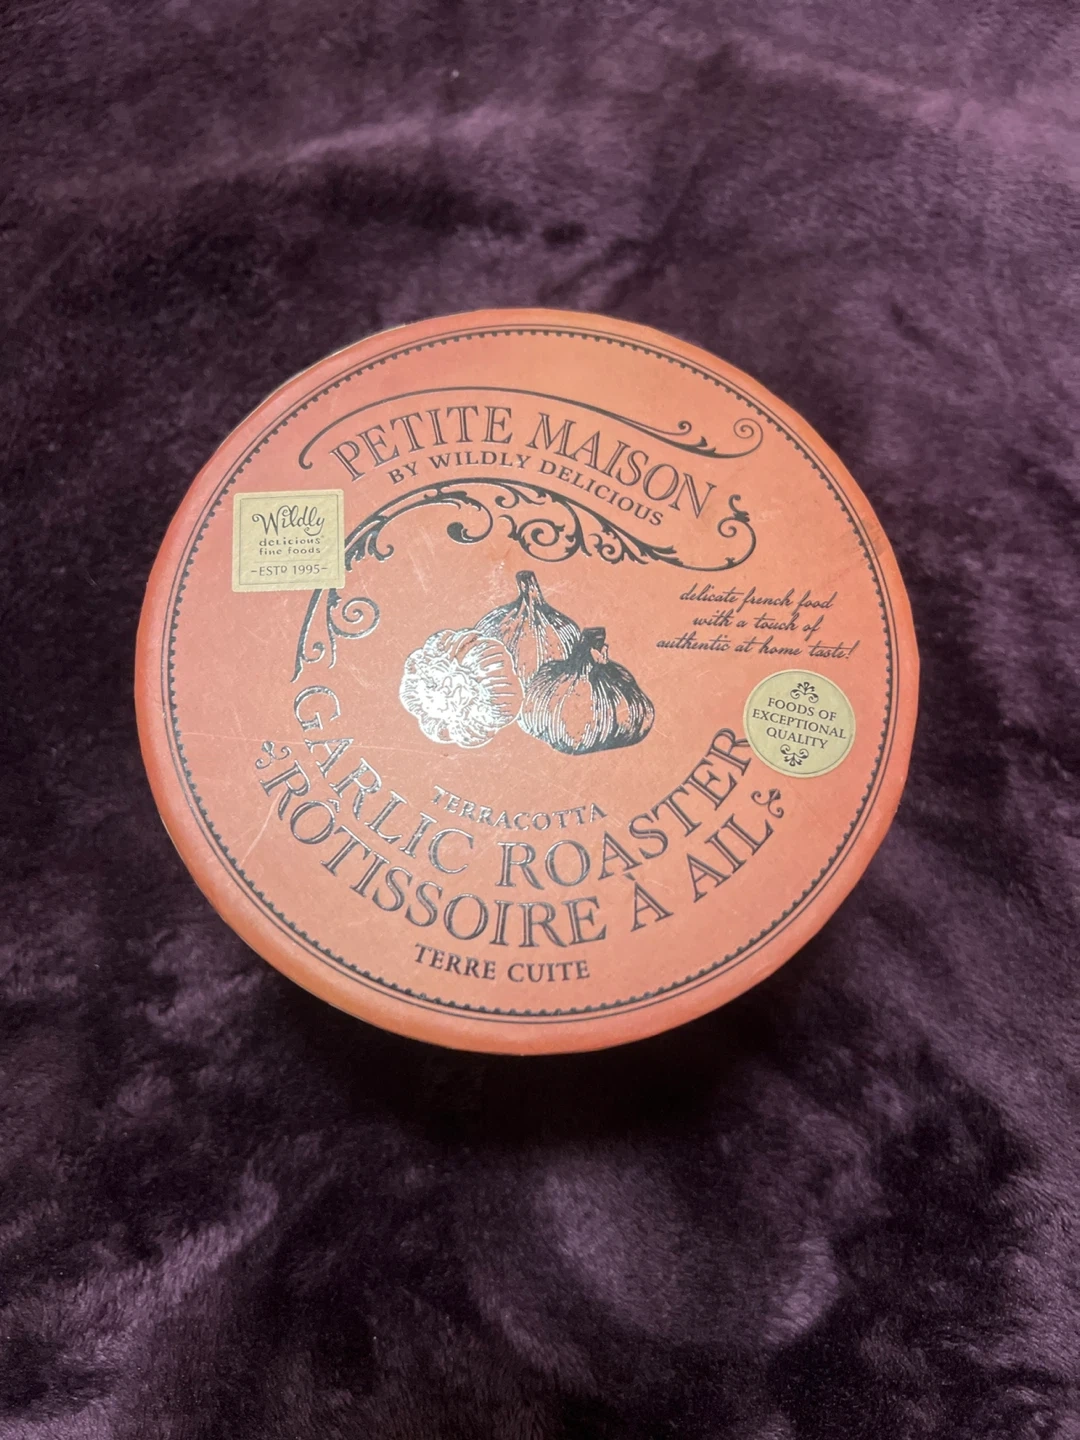 PETITE MAISON
BY WILDLY DELICIOUS
Wildly
delicious®
fine foods
-ESTD 1995-
delicate french food
with a touch of
authentic at home taste!
FOODS OF
EXCEPTIONAL
QUALITY
TERRACOTTA
GARLIC ROASTER
RÔTISSOIRE À AIL
TERRE CUITE